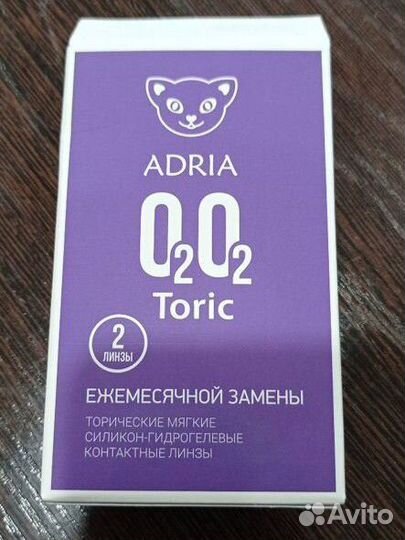 ADRIA
O2O2
Toric
2
ЛИНЗЫ
ЕЖЕМЕСЯЧНОЙ ЗАМЕНЫ
ТОРИЧЕСКИЕ МЯГКИЕ
СИЛИКОН-ГИДРОГЕЛЕВЫЕ
КОНТАКТНЫЕ ЛИНЗЫ
Avito